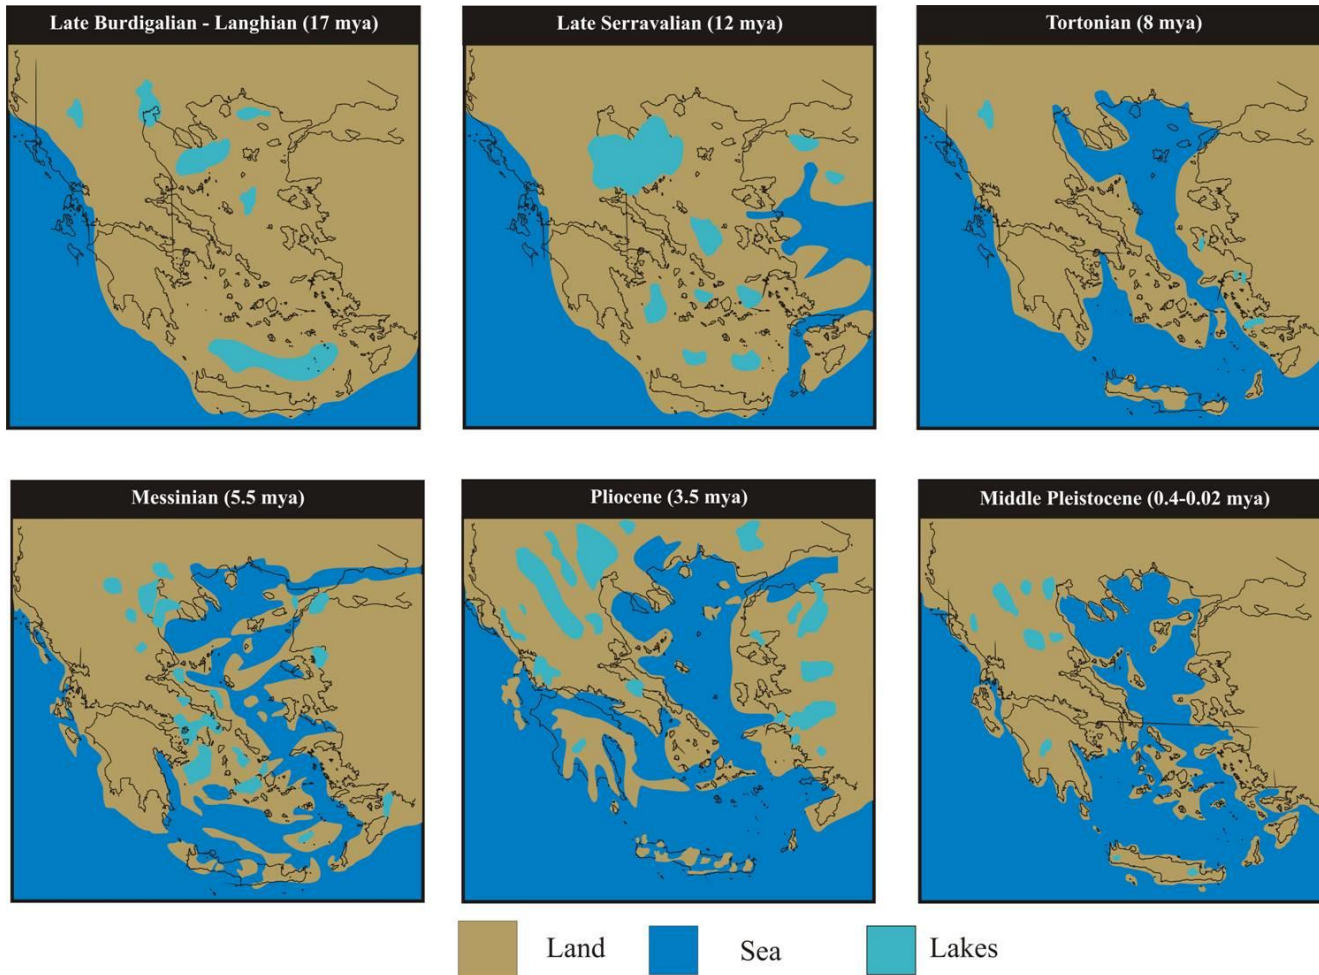 Late Burdigalian - Langhian (17 mya)
Late Serravalian (12 mya)
Tortonian (8 mya)
Messinian (5.5 mya)
Pliocene (3.5 mya)
Middle Pleistocene (0.4-0.02 mya)
Land
Sea
Lakes